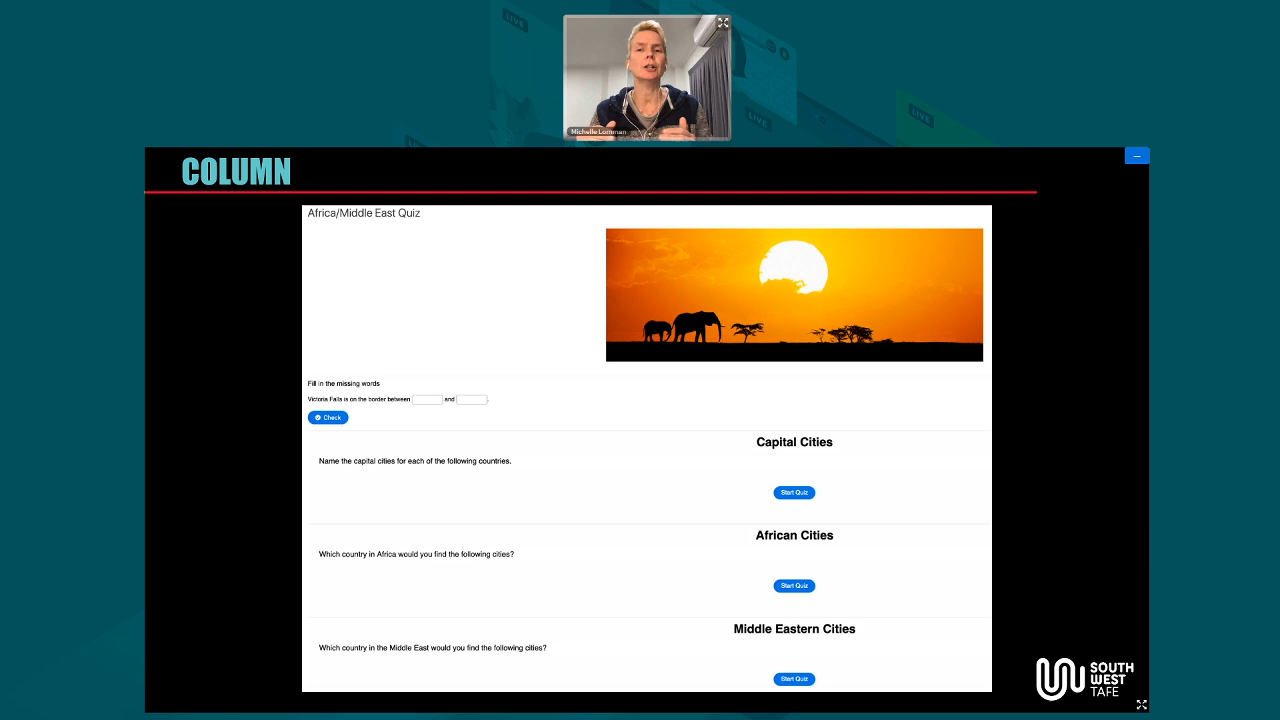 LIVE
LIVE
LIVE
Michelle Lornman
COLUMN
Africa/Middle East Quiz
Fill in the missing words
Victoria Falls is on the border between and .
Check
Capital Cities
Name the capital cities for each of the following countries.
Start Quiz
African Cities
Which country in Africa would you find the following cities?
Start Quiz
Middle Eastern Cities
Which country in the Middle East would you find the following cities?
Start Quiz
SOUTH
WEST
TAFE